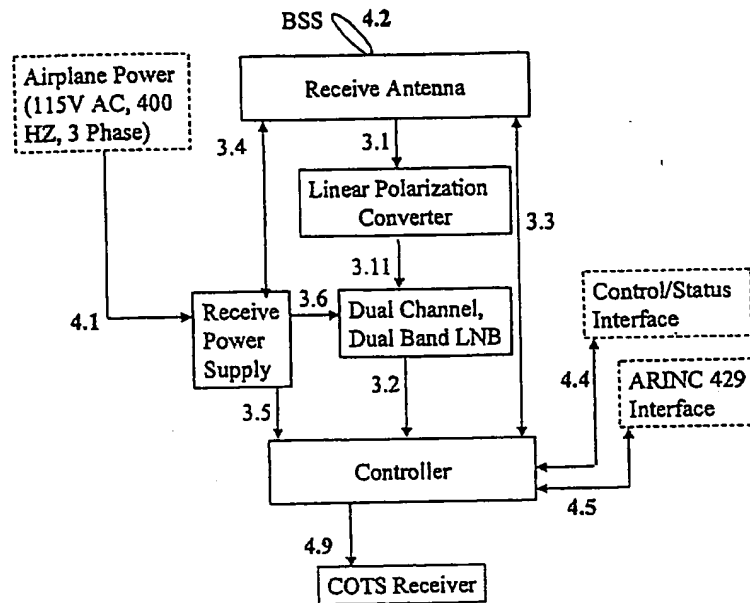 BSS
4.2
Airplane Power
(115V AC, 400
HZ, 3 Phase)
Receive Antenna
3.4
3.1
3.3
Linear Polarization
Converter
3.11
4.1
Receive
Power
Supply
3.6
Dual Channel,
Dual Band LNB
Control/Status
Interface
3.5
3.2
4.4
ARINC 429
Interface
Controller
4.5
4.9
COTS Receiver